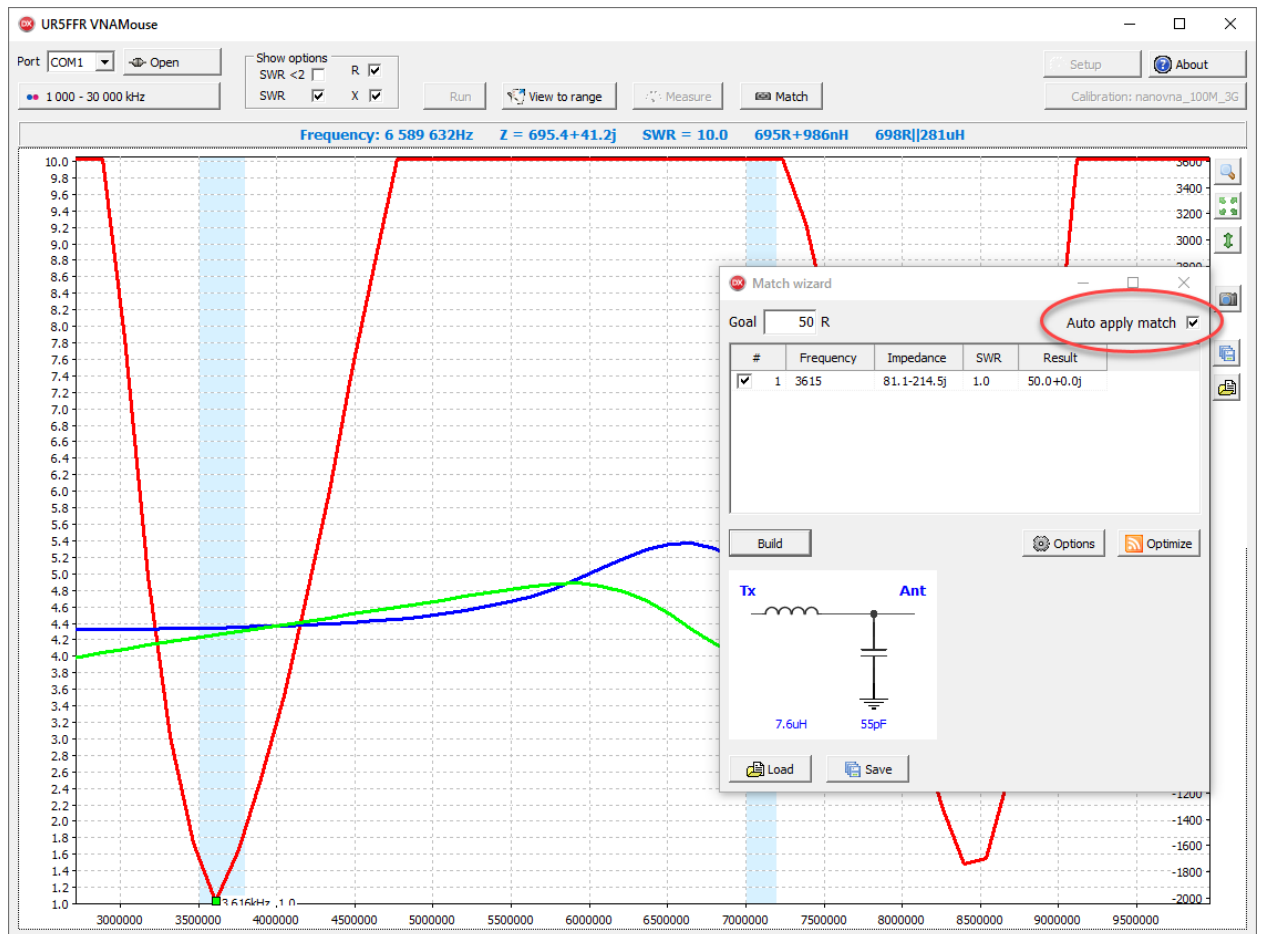 UR5FFR VNAMouse
Port COM1 Open
Show options
SWR <2 R
SWR X
1 000 - 30 000 kHz
Run View to range Measure Match
Setup About
Calibration: nanovna_100M_3G
Frequency: 6 589 632Hz Z = 695.4+41.2j SWR = 10.0 695R+986nH 698R||281uH
10.0
9.8
9.6
9.4
9.2
9.0
8.8
8.6
8.4
8.2
8.0
7.8
7.6
7.4
7.2
7.0
6.8
6.6
6.4
6.2
6.0
5.8
5.6
5.4
5.2
5.0
4.8
4.6
4.4
4.2
4.0
3.8
3.6
3.4
3.2
3.0
2.8
2.6
2.4
2.2
2.0
1.8
1.6
1.4
1.2
1.0
3600
3400
3200
3000
2800
Match wizard
Goal 50 R
Auto apply match
# Frequency Impedance SWR Result
1 3615 81.1-214.5j 1.0 50.0+0.0j
Build
Options Optimize
Tx Ant
7.6uH 55pF
Load Save
-1200
-1400
-1600
-1800
-2000
3 616kHz 1.0
3000000 3500000 4000000 4500000 5000000 5500000 6000000 6500000 7000000 7500000 8000000 8500000 9000000 9500000